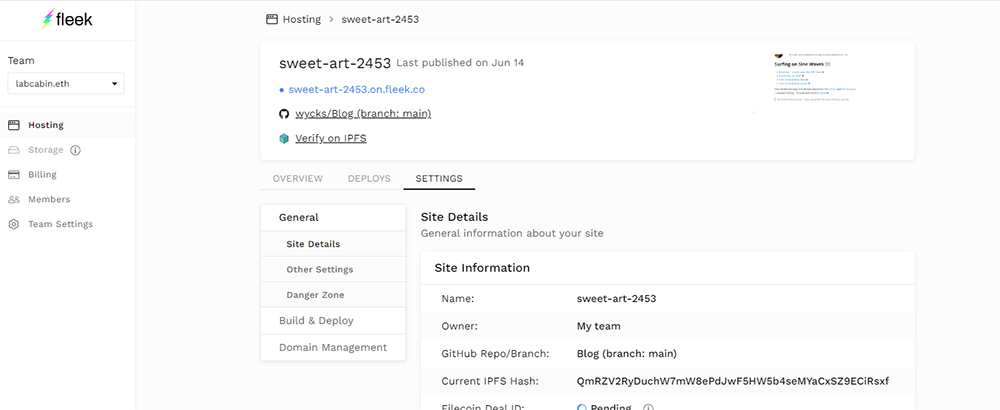 fleek
Hosting > sweet-art-2453
Team
labcabin.eth
Hosting
Storage
Billing
Members
Team Settings
sweet-art-2453 Last published on Jun 14
sweet-art-2453.on.fleek.co
wycks/Blog (branch: main)
Verify on IPFS
Surfing on Sine Waves
OVERVIEW DEPLOYS SETTINGS
General
Site Details
Other Settings
Danger Zone
Build & Deploy
Domain Management
Site Details
General information about your site
Site Information
Name: sweet-art-2453
Owner: My team
GitHub Repo/Branch: Blog (branch: main)
Current IPFS Hash: QmRZV2RyDuchW7mW8ePdJwF5HW5b4seMYaCxSZ9ECiRsxf
Filecoin Deal ID: Pending